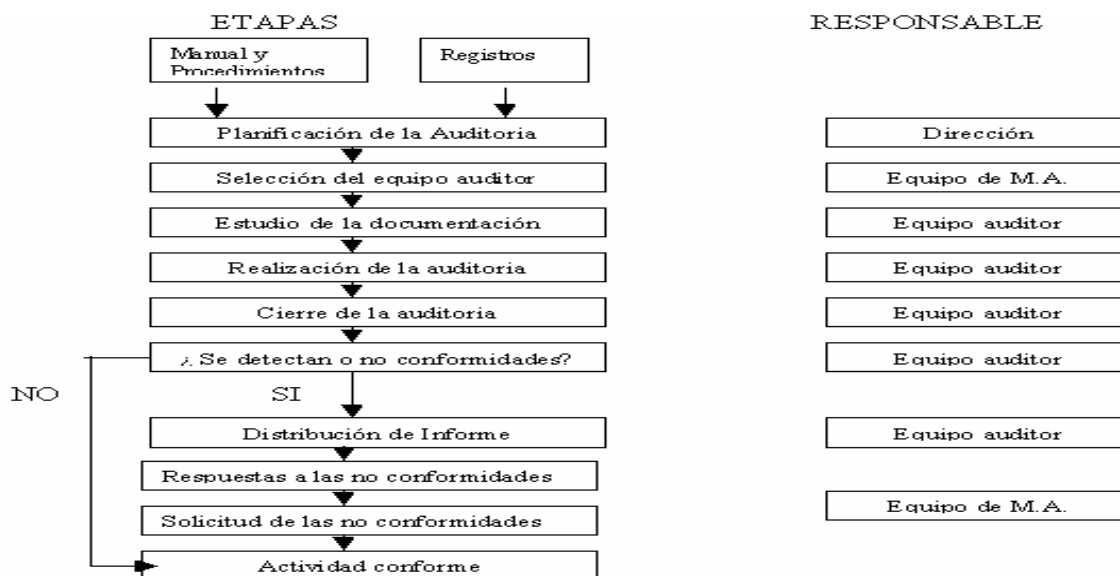 ETAPAS RESPONSABLE
Manual y
Procedimientos
Registros
Planificación de la Auditoria Dirección
Selección del equipo auditor Equipo de M.A.
Estudio de la documentación Equipo auditor
Realización de la auditoria Equipo auditor
Cierre de la auditoria Equipo auditor
¿Se detectan o no conformidades? Equipo auditor
NO SI
Distribución de Informe Equipo auditor
Respuestas a las no conformidades
Equipo de M.A.
Solicitud de las no conformidades
Actividad conforme